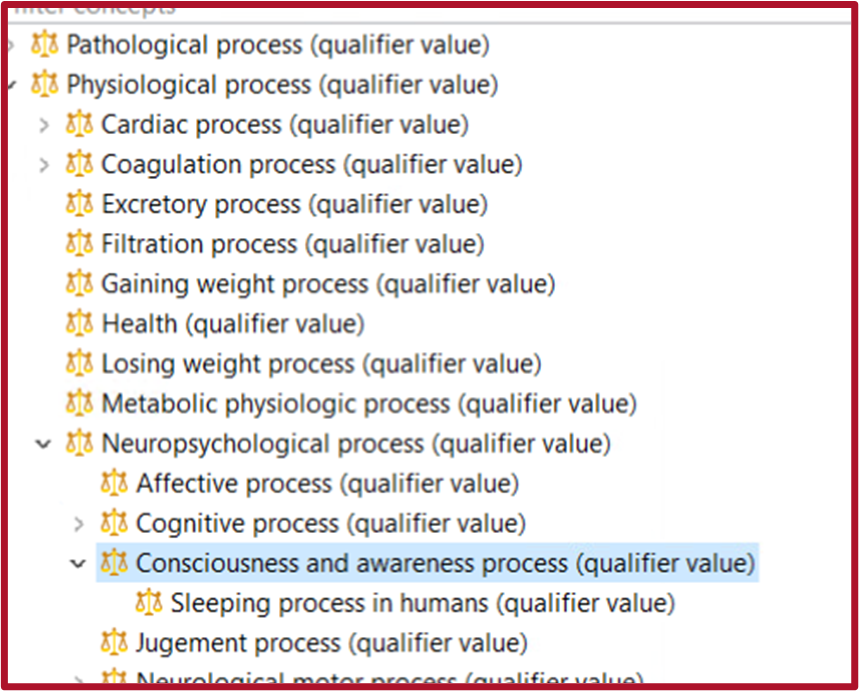 filter concepts
Pathological process (qualifier value)
Physiological process (qualifier value)
Cardiac process (qualifier value)
Coagulation process (qualifier value)
Excretory process (qualifier value)
Filtration process (qualifier value)
Gaining weight process (qualifier value)
Health (qualifier value)
Losing weight process (qualifier value)
Metabolic physiologic process (qualifier value)
Neuropsychological process (qualifier value)
Affective process (qualifier value)
Cognitive process (qualifier value)
Consciousness and awareness process (qualifier value)
Sleeping process in humans (qualifier value)
Jugement process (qualifier value)
Neurological motor process (qualifier value)